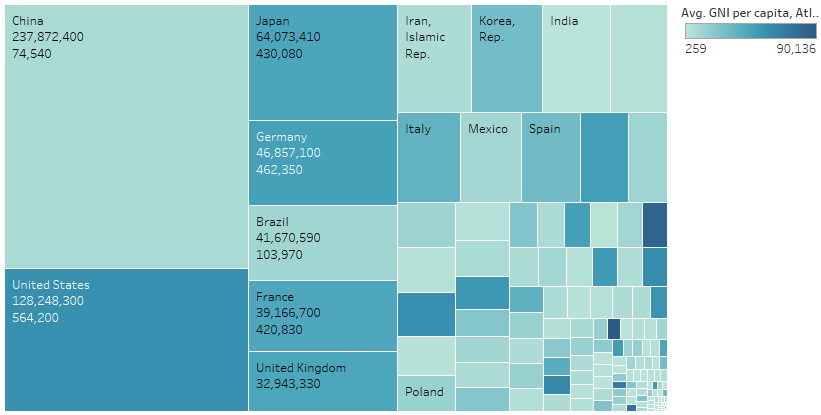 China
237,872,400
74,540
United States
128,248,300
564,200
Japan
64,073,410
430,080
Germany
46,857,100
462,350
Brazil
41,670,590
103,970
France
39,166,700
420,830
United Kingdom
32,943,330
Iran,
Islamic
Rep.
Korea,
Rep.
India
Italy
Mexico
Spain
Poland
Avg. GNI per capita, Atl..
259
90,136